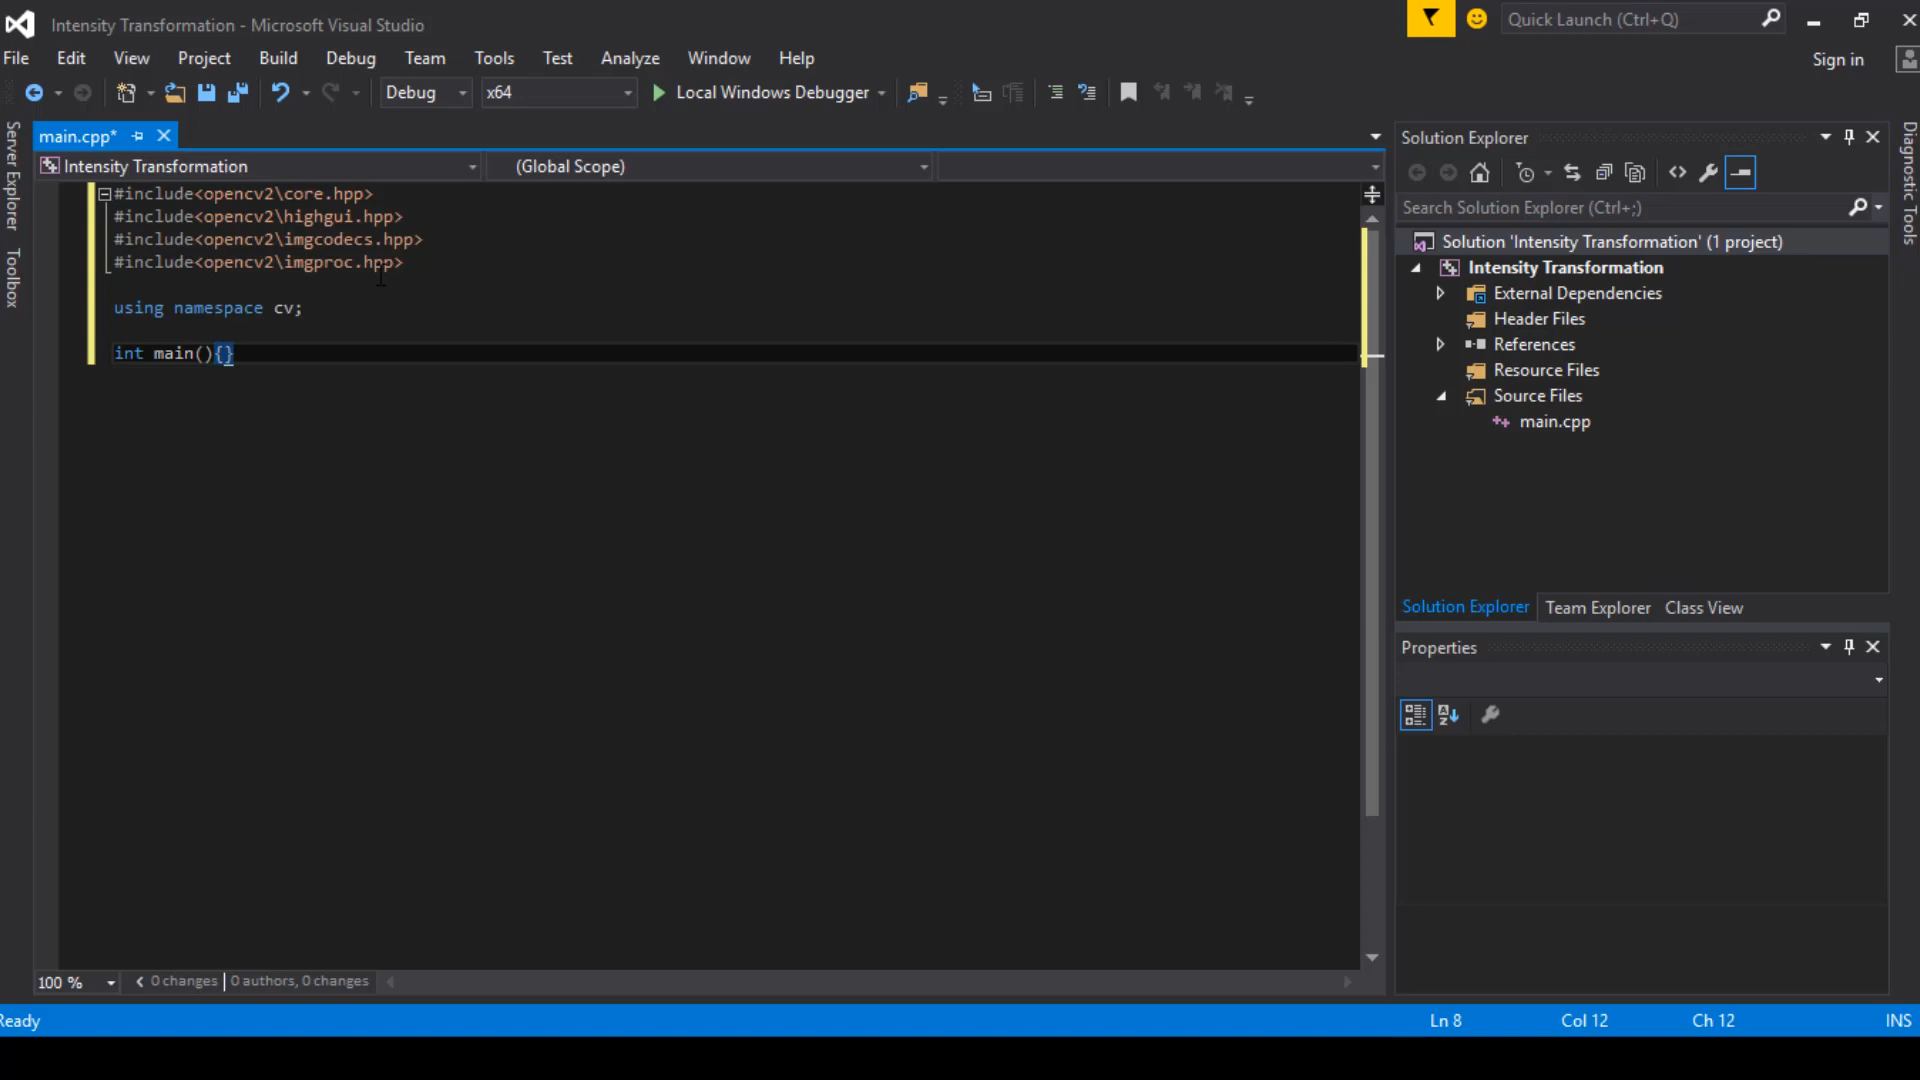 Intensity Transformation - Microsoft Visual Studio
Quick Launch (Ctrl+Q)
File Edit View Project Build Debug Team Tools Test Analyze Window Help
Sign in
Debug x64 Local Windows Debugger
Server Explorer
Toolbox
main.cpp*
Intensity Transformation (Global Scope)
#include<opencv2\core.hpp>
#include<opencv2\highgui.hpp>
#include<opencv2\imgcodecs.hpp>
#include<opencv2\imgproc.hpp>
using namespace cv;
int main(){}
100 % 0 changes | 0 authors, 0 changes
Solution Explorer
Search Solution Explorer (Ctrl+;)
Solution 'Intensity Transformation' (1 project)
Intensity Transformation
External Dependencies
Header Files
References
Resource Files
Source Files
main.cpp
Solution Explorer Team Explorer Class View
Properties
Diagnostic Tools
Ready Ln 8 Col 12 Ch 12 INS